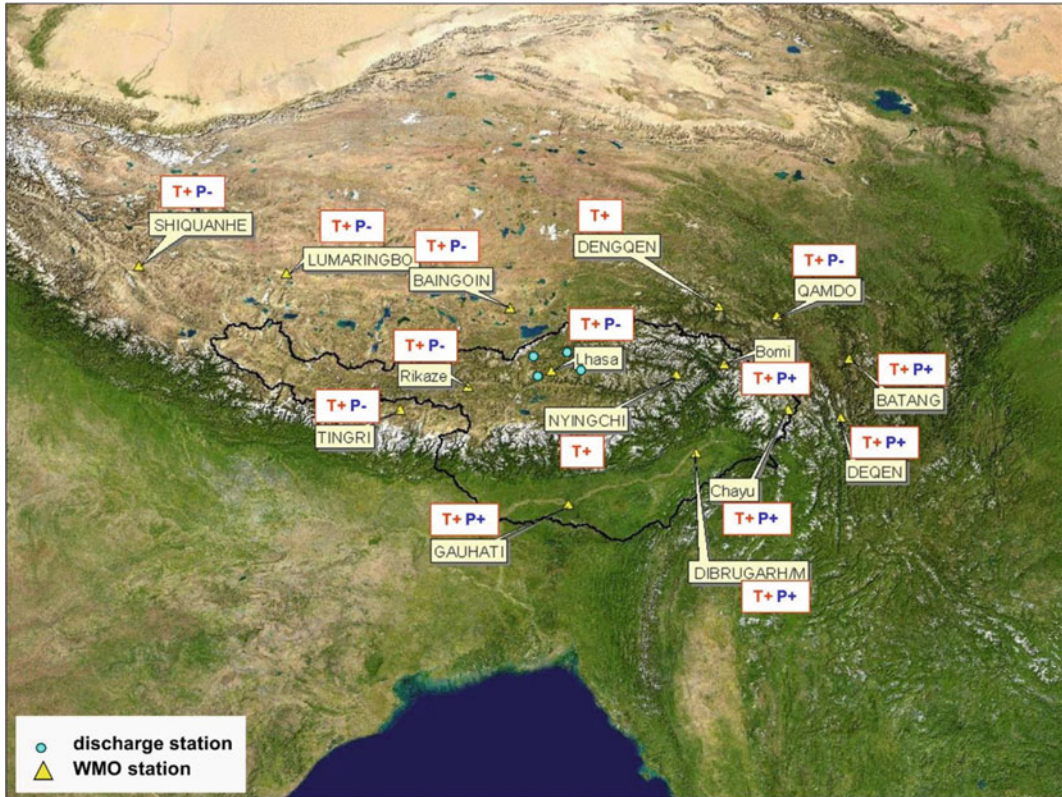 T+ P-
SHIQUANHE
T+ P-
LUMARINGBO
T+ P-
BAINGOIN
T+
DENGQEN
T+ P-
QAMDO
T+ P-
Lhasa
T+ P-
Rikaze
Bomi
T+ P+
T+ P+
BATANG
T+ P-
TINGRI
NYINGCHI
T+
T+ P+
DEQEN
Chayu
T+ P+
T+ P+
GAUHATI
DIBRUGARH/M
T+ P+
discharge station
WMO station